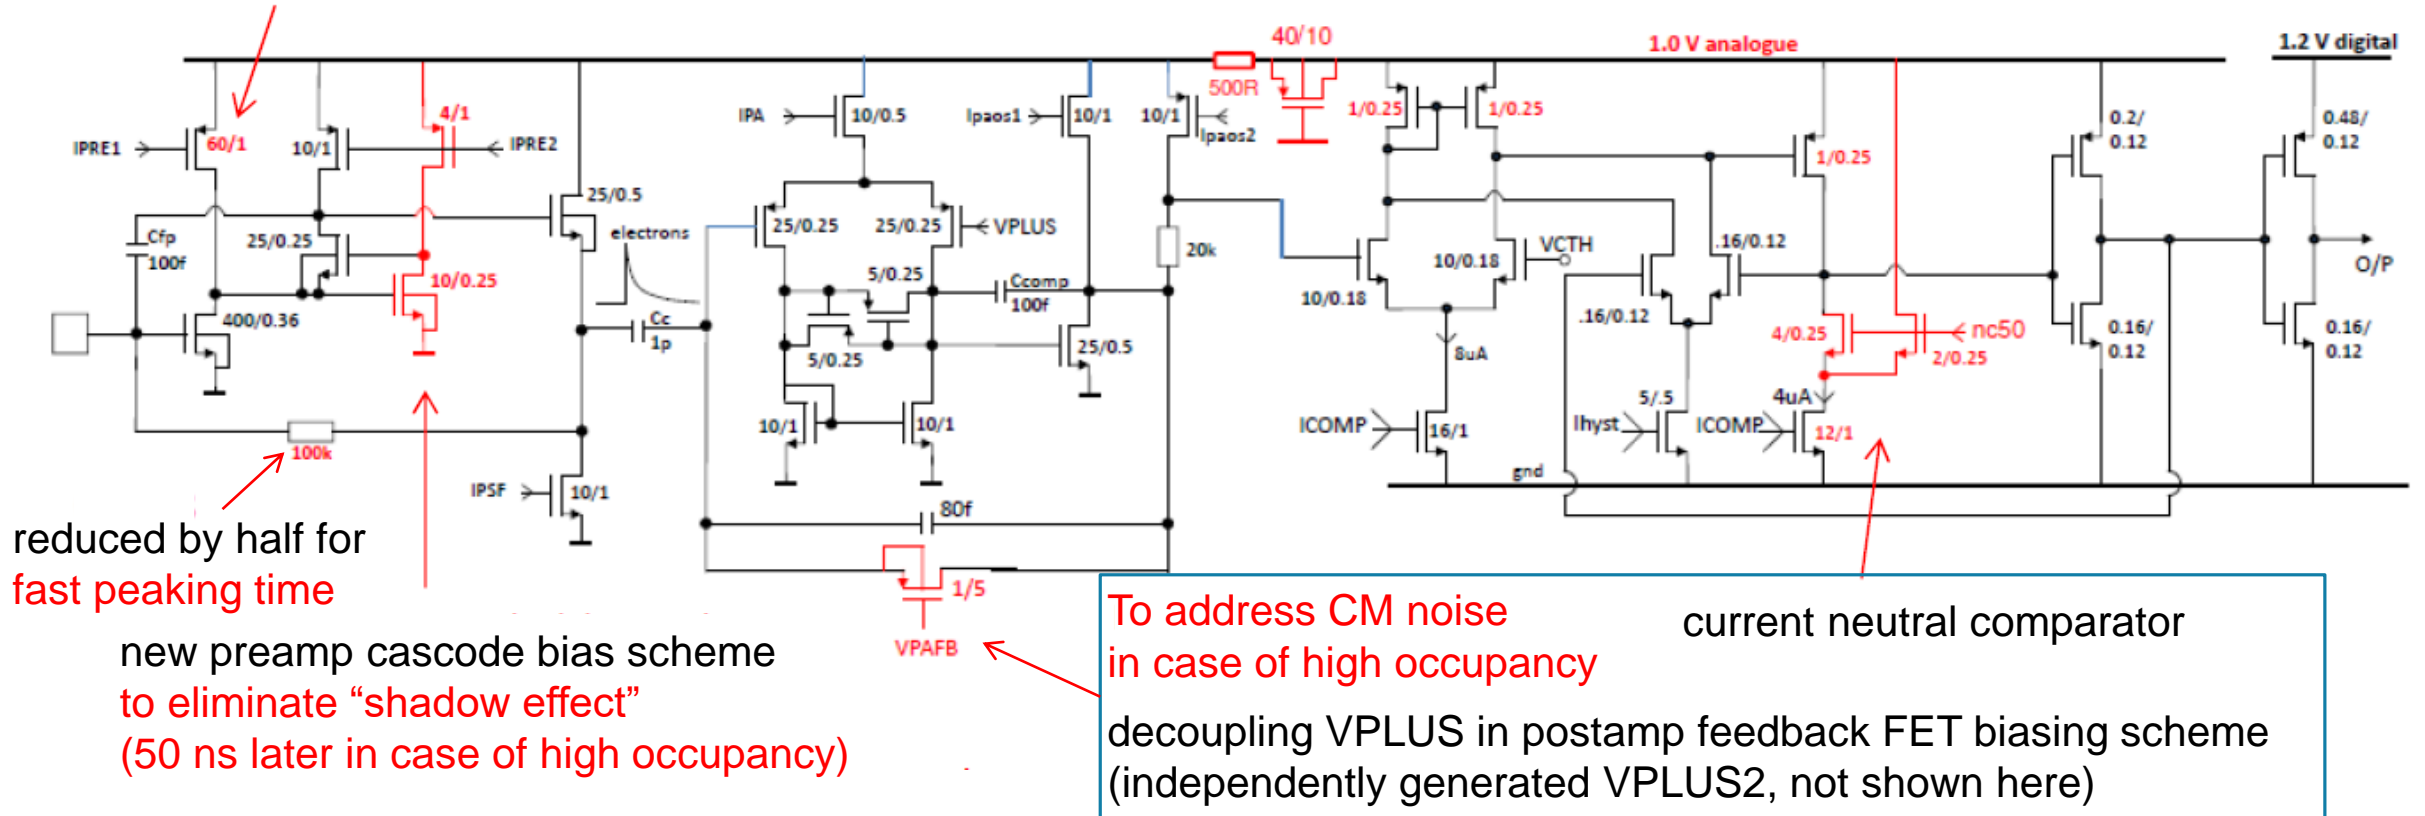 40/10
1.0 V analogue
1.2 V digital
500R
IPRE1
60/1
10/1
4/1
IPRE2
25/0.5
IPA
10/0.5
Ipaos1
10/1
10/1
Ipaos2
1/0.25
1/0.25
1/0.25
0.2/
0.12
0.48/
0.12
Cfp
100f
25/0.25
10/0.25
400/0.36
electrons
Cc
1p
25/0.25
25/0.25
VPLUS
5/0.25
5/0.25
Ccomp
100f
25/0.5
20k
10/0.18
10/0.18
VCTH
.16/0.12
.16/0.12
O/P
4/0.25
nc50
2/0.25
0.16/
0.12
0.16/
0.12
8uA
4uA
10/1
10/1
ICOMP
16/1
Ihyst
5/.5
ICOMP
12/1
gnd
100k
IPSF
10/1
80f
1/5
VPAFB
reduced by half for
fast peaking time
new preamp cascode bias scheme
to eliminate “shadow effect”
(50 ns later in case of high occupancy)
To address CM noise
in case of high occupancy
current neutral comparator
decoupling VPLUS in postamp feedback FET biasing scheme
(independently generated VPLUS2, not shown here)